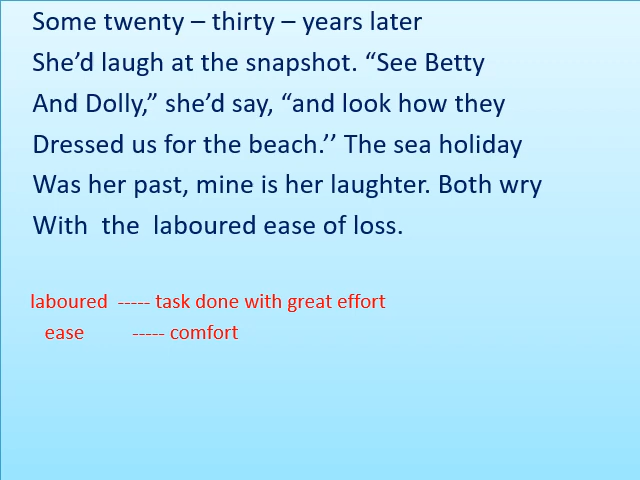 Some twenty – thirty – years later
She’d laugh at the snapshot. “See Betty
And Dolly,” she’d say, “and look how they
Dressed us for the beach.’’ The sea holiday
Was her past, mine is her laughter. Both wry
With  the  laboured ease of loss.
laboured  ----- task done with great effort
ease         ----- comfort